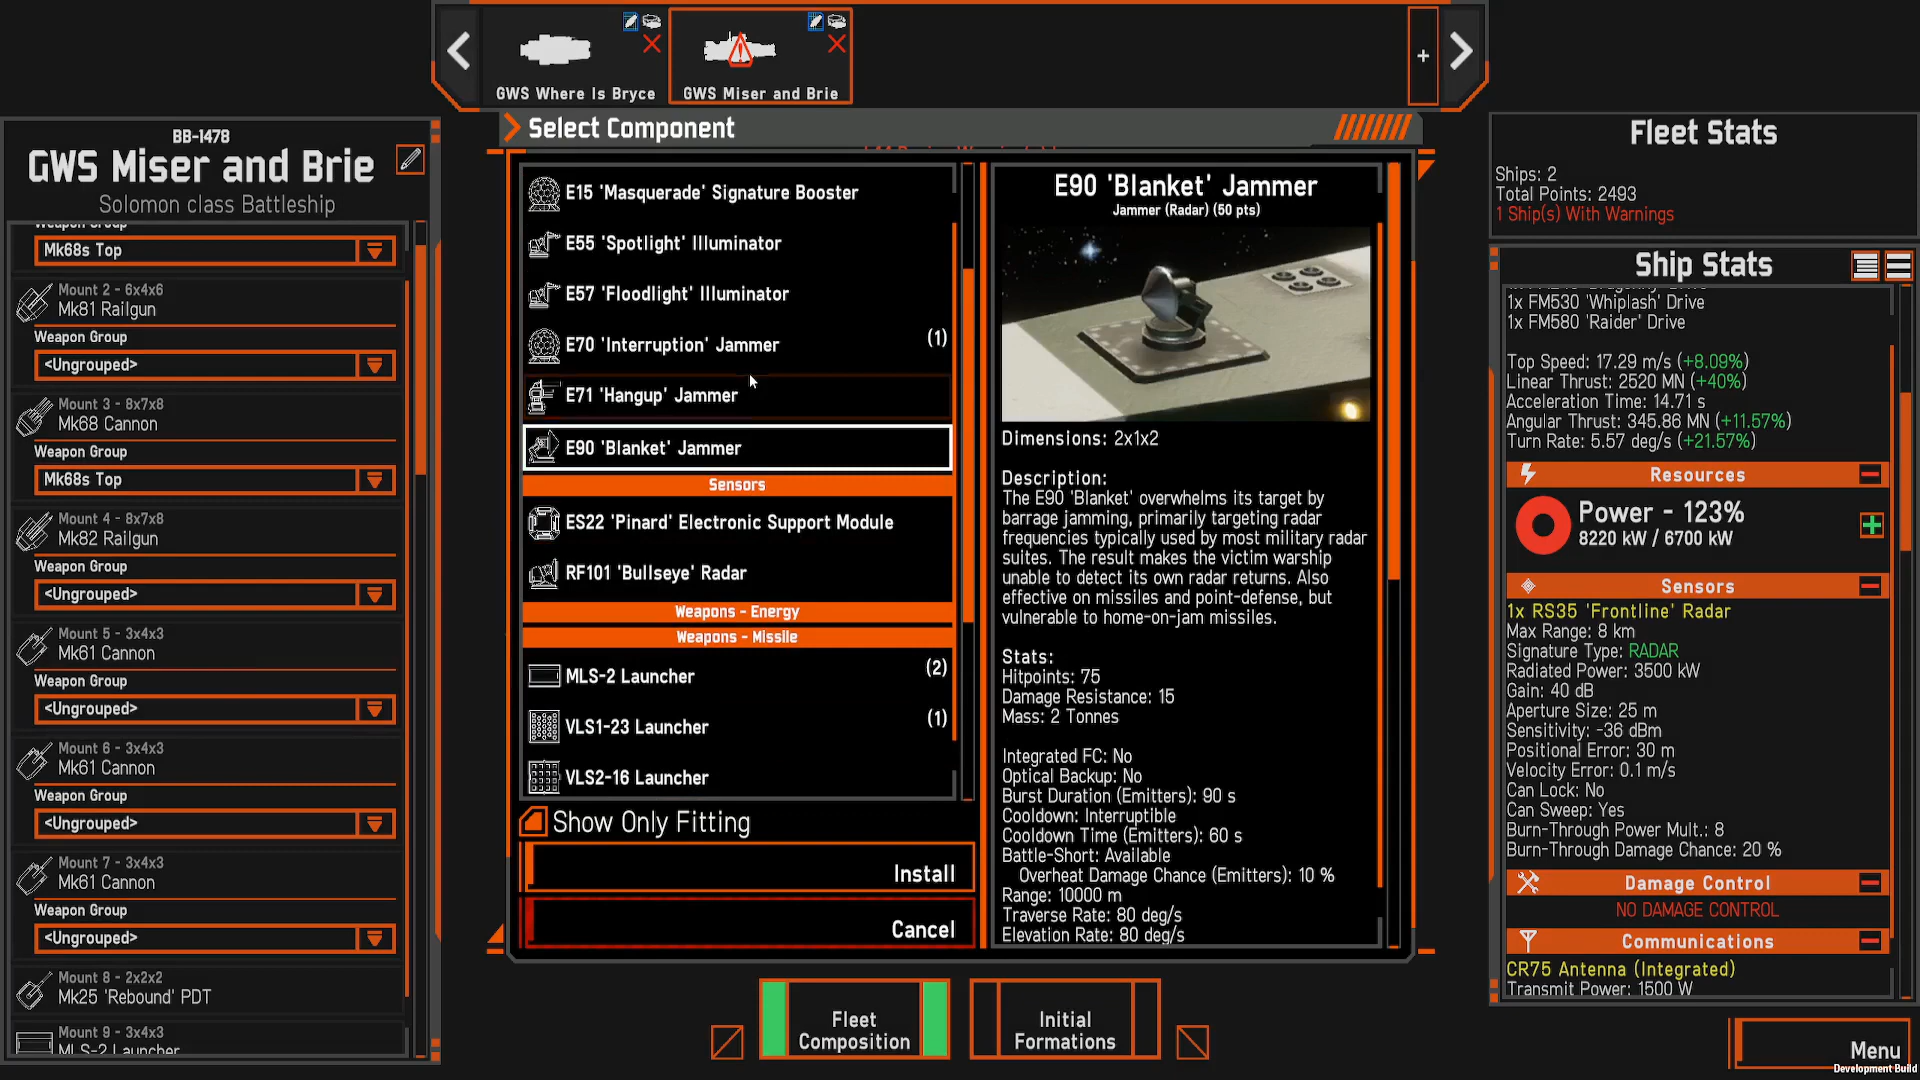 GWS Where Is Bryce
GWS Miser and Brie
+
BB-1478
GWS Miser and Brie
Solomon class Battleship
Weapon Group
Mk68s Top
Mount 2 - 6x4x6
Mk81 Railgun
Weapon Group
<Ungrouped>
Mount 3 - 8x7x8
Mk68 Cannon
Weapon Group
Mk68s Top
Mount 4 - 8x7x8
Mk82 Railgun
Weapon Group
<Ungrouped>
Mount 5 - 3x4x3
Mk61 Cannon
Weapon Group
<Ungrouped>
Mount 6 - 3x4x3
Mk61 Cannon
Weapon Group
<Ungrouped>
Mount 7 - 3x4x3
Mk61 Cannon
Weapon Group
<Ungrouped>
Mount 8 - 2x2x2
Mk25 'Rebound' PDT
Mount 9 - 3x4x3
MLS-2 Launcher
Select Component
E15 'Masquerade' Signature Booster
E55 'Spotlight' Illuminator
E57 'Floodlight' Illuminator
E70 'Interruption' Jammer (1)
E71 'Hangup' Jammer
E90 'Blanket' Jammer
Sensors
ES22 'Pinard' Electronic Support Module
RF101 'Bullseye' Radar
Weapons - Energy
Weapons - Missile
MLS-2 Launcher (2)
VLS1-23 Launcher (1)
VLS2-16 Launcher
Show Only Fitting
Install
Cancel
E90 'Blanket' Jammer
Jammer (Radar) (50 pts)
Dimensions: 2x1x2
Description:
The E90 'Blanket' overwhelms its target by
barrage jamming, primarily targeting radar
frequencies typically used by most military radar
suites. The result makes the victim warship
unable to detect its own radar returns. Also
effective on missiles and point-defense, but
vulnerable to home-on-jam missiles.
Stats:
Hitpoints: 75
Damage Resistance: 15
Mass: 2 Tonnes
Integrated FC: No
Optical Backup: No
Burst Duration (Emitters): 90 s
Cooldown: Interruptible
Cooldown Time (Emitters): 60 s
Battle-Short: Available
Overheat Damage Chance (Emitters): 10 %
Range: 10000 m
Traverse Rate: 80 deg/s
Elevation Rate: 80 deg/s
Fleet
Composition
Initial
Formations
Fleet Stats
Ships: 2
Total Points: 2493
1 Ship(s) With Warnings
Ship Stats
1x FM530 'Whiplash' Drive
1x FM580 'Raider' Drive
Top Speed: 17.29 m/s (+8.09%)
Linear Thrust: 2520 MN (+40%)
Acceleration Time: 14.71 s
Angular Thrust: 345.86 MN (+11.57%)
Turn Rate: 5.57 deg/s (+21.57%)
Resources
Power - 123%
8220 kW / 6700 kW
Sensors
1x RS35 'Frontline' Radar
Max Range: 8 km
Signature Type: RADAR
Radiated Power: 3500 kW
Gain: 40 dB
Aperture Size: 25 m
Sensitivity: -36 dBm
Positional Error: 30 m
Velocity Error: 0.1 m/s
Can Lock: No
Can Sweep: Yes
Burn-Through Power Mult.: 8
Burn-Through Damage Chance: 20 %
Damage Control
NO DAMAGE CONTROL
Communications
CR75 Antenna (Integrated)
Transmit Power: 1500 W
Menu
Development Build